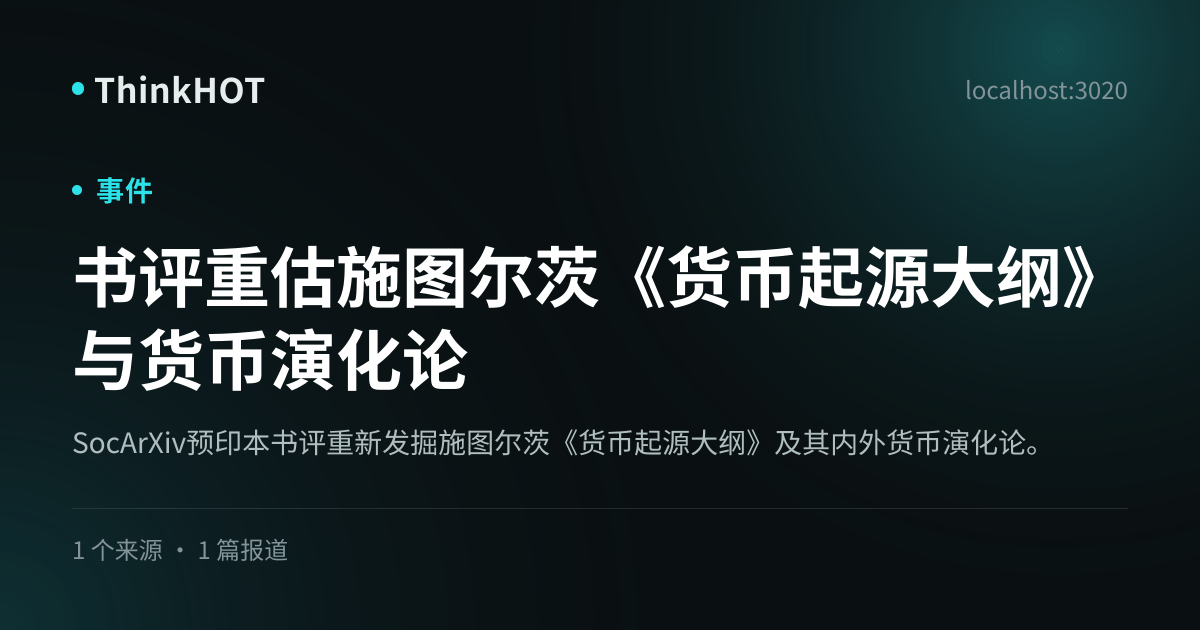 ThinkHOT
localhost:3020
事件
书评重估施图尔茨《货币起源大纲》
与货币演化论
SocArXiv预印本书评重新发掘施图尔茨《货币起源大纲》及其内外货币演化论。
1 个来源 · 1 篇报道